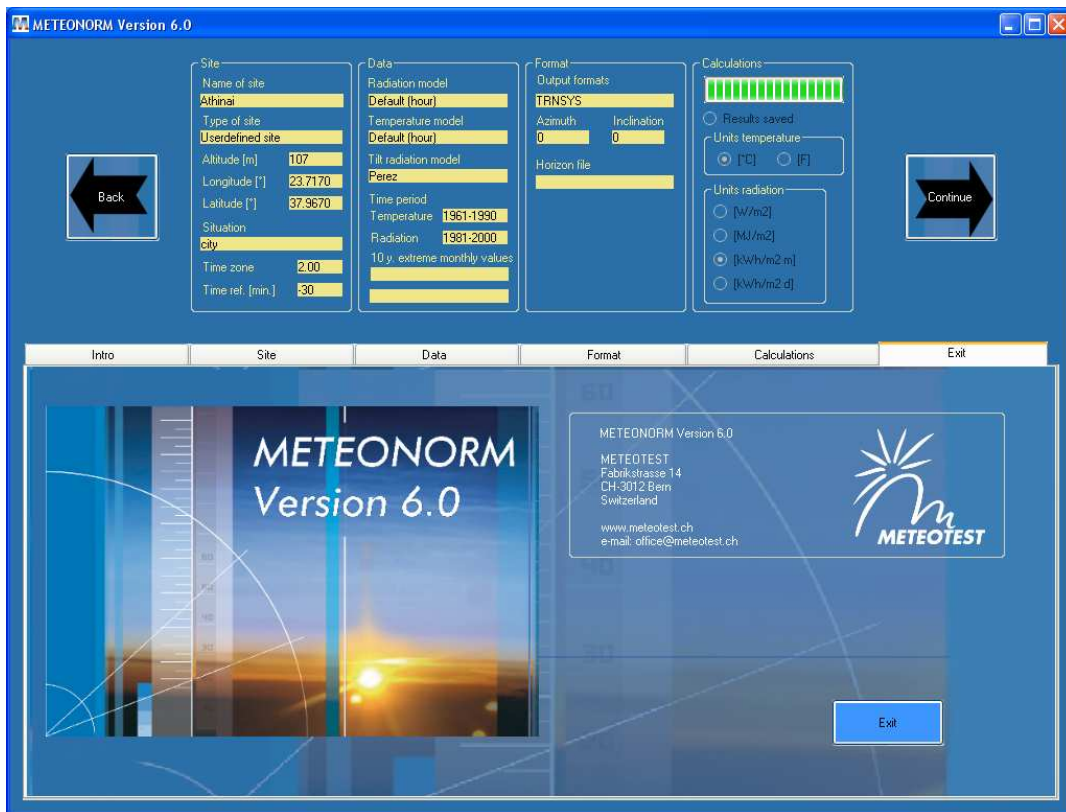 METEONORM Version 6.0
Back
Site
Name of site
Athinai
Type of site
Userdefined site
Altitude [m] 107
Longitude [°] 23.7170
Latitude [°] 37.9670
Situation
city
Time zone 2.00
Time ref. [min.] -30
Data
Radiation model
Default (hour)
Temperature model
Default (hour)
Tilt radiation model
Perez
Time period
Temperature 1961-1990
Radiation 1981-2000
10 y. extreme monthly values
Format
Output formats
TRNSYS
Azimuth Inclination
0 0
Horizon file
Calculations
Results saved
Units temperature
[°C] [F]
Units radiation
[W/m2]
[MJ/m2]
[kWh/m2 m]
[kWh/m2 d]
Continue
Intro Site Data Format Calculations Exit
METEONORM
Version 6.0
METEONORM Version 6.0
METEOTEST
Fabrikstrasse 14
CH-3012 Bern
Switzerland
www.meteotest.ch
e-mail: office@meteotest.ch
METEOTEST
Exit